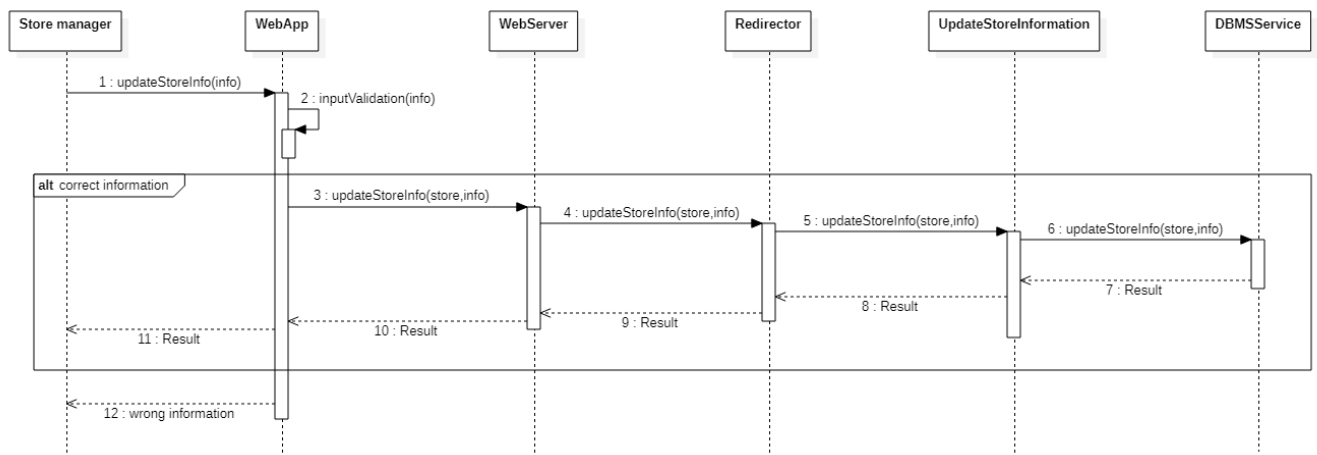 Store manager
WebApp
WebServer
Redirector
UpdateStoreInformation
DBMSService
1 : updateStoreInfo(info)
2 : inputValidation(info)
alt correct information
3 : updateStoreInfo(store,info)
4 : updateStoreInfo(store,info)
5 : updateStoreInfo(store,info)
6 : updateStoreInfo(store,info)
7 : Result
8 : Result
9 : Result
10 : Result
11 : Result
12 : wrong information